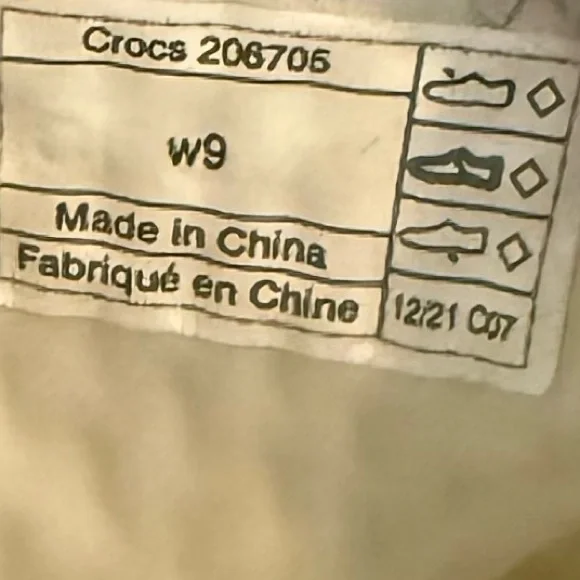 Crocs 206705
W9
Made in China
Fabriqué en Chine
12/21 C07